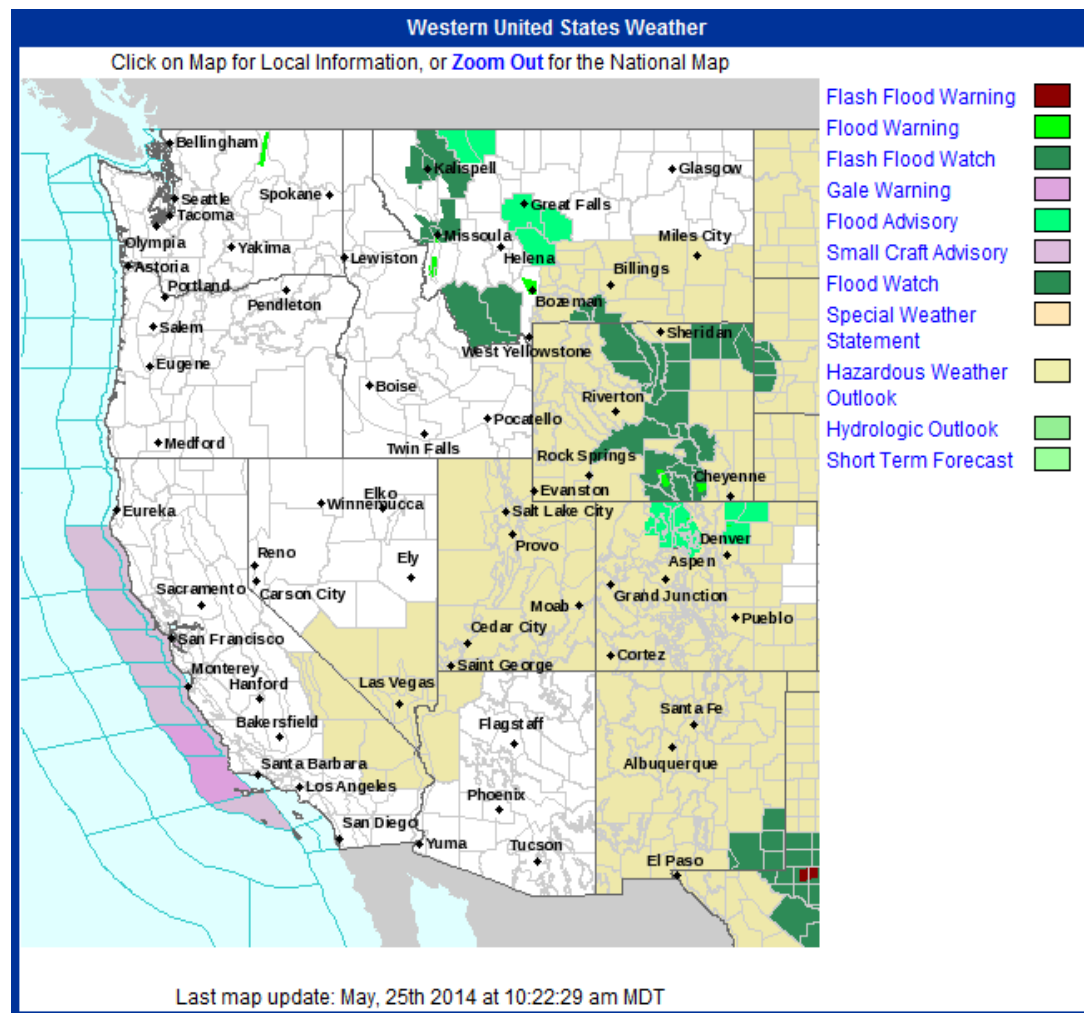 Western United States Weather
Click on Map for Local Information, or Zoom Out for the National Map
Flash Flood Warning
Flood Warning
Flash Flood Watch
Gale Warning
Flood Advisory
Small Craft Advisory
Flood Watch
Special Weather
Statement
Hazardous Weather
Outlook
Hydrologic Outlook
Short Term Forecast
Bellingham
Kalispell
Glasgow
Spokane
Seattle
Great Falls
Tacoma
Olympia
Yakima
Missoula
Miles City
Helena
Lewiston
Astoria
Billings
Portland
Pendleton
Bozeman
Salem
Sheridan
West Yellowstone
Eugene
Boise
Riverton
Pocatello
Medford
Twin Falls
Rock Springs
Cheyenne
Evanston
Elko
Winnemucca
Eureka
Salt Lake City
Provo
Denver
Reno
Ely
Aspen
Sacramento
Carson City
Grand Junction
Moab
Pueblo
Cedar City
San Francisco
Cortez
Monterey
Saint George
Hanford
Las Vegas
Santa Fe
Bakersfield
Flagstaff
Albuquerque
Santa Barbara
Los Angeles
Phoenix
San Diego
Yuma
Tucson
El Paso
Last map update: May, 25th 2014 at 10:22:29 am MDT